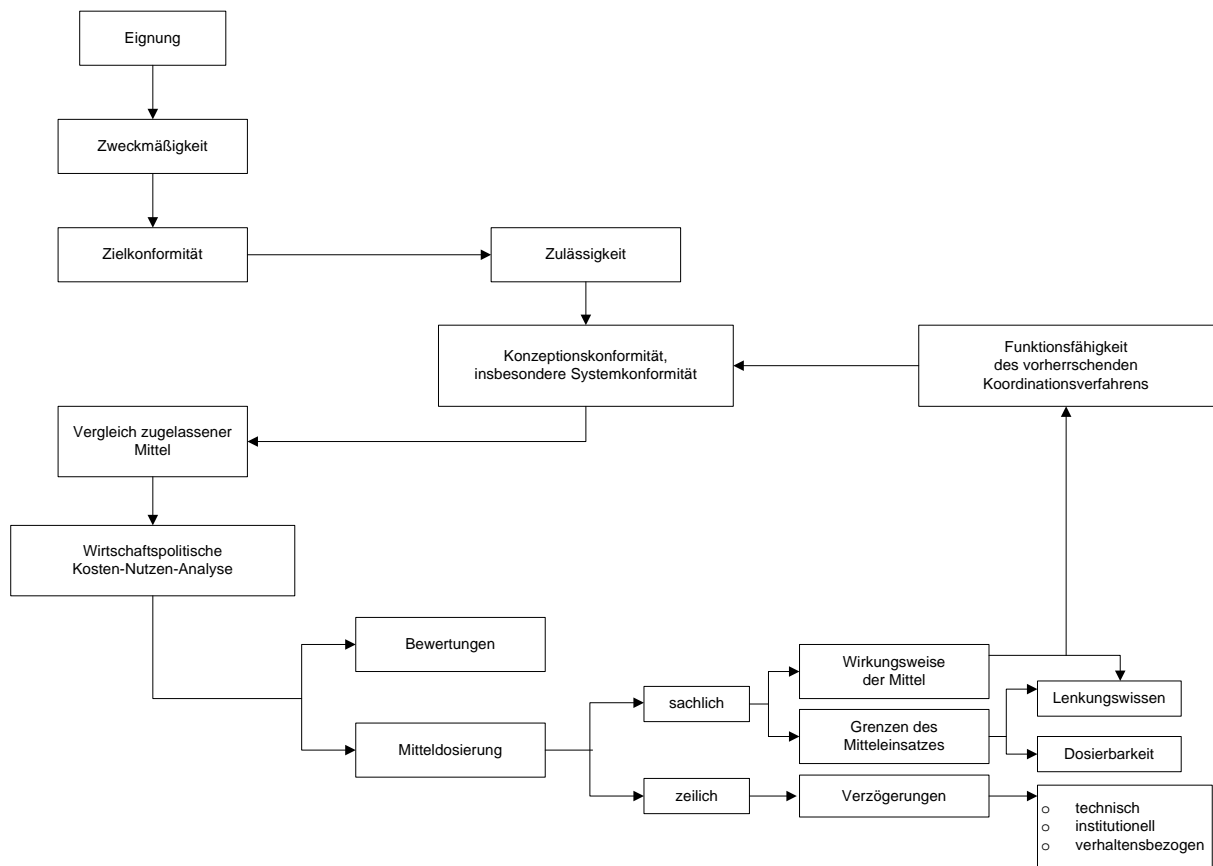 Eignung
Zweckmäßigkeit
Zielkonformität
Zulässigkeit
Konzeptionskonformität,
insbesondere Systemkonformität
Funktionsfähigkeit
des vorherrschenden
Koordinationsverfahrens
Vergleich zugelassener
Mittel
Wirtschaftspolitische
Kosten-Nutzen-Analyse
Bewertungen
Mitteldosierung
sachlich
zeilich
Wirkungsweise
der Mittel
Grenzen des
Mitteleinsatzes
Verzögerungen
Lenkungswissen
Dosierbarkeit
o technisch
o institutionell
o verhaltensbezogen